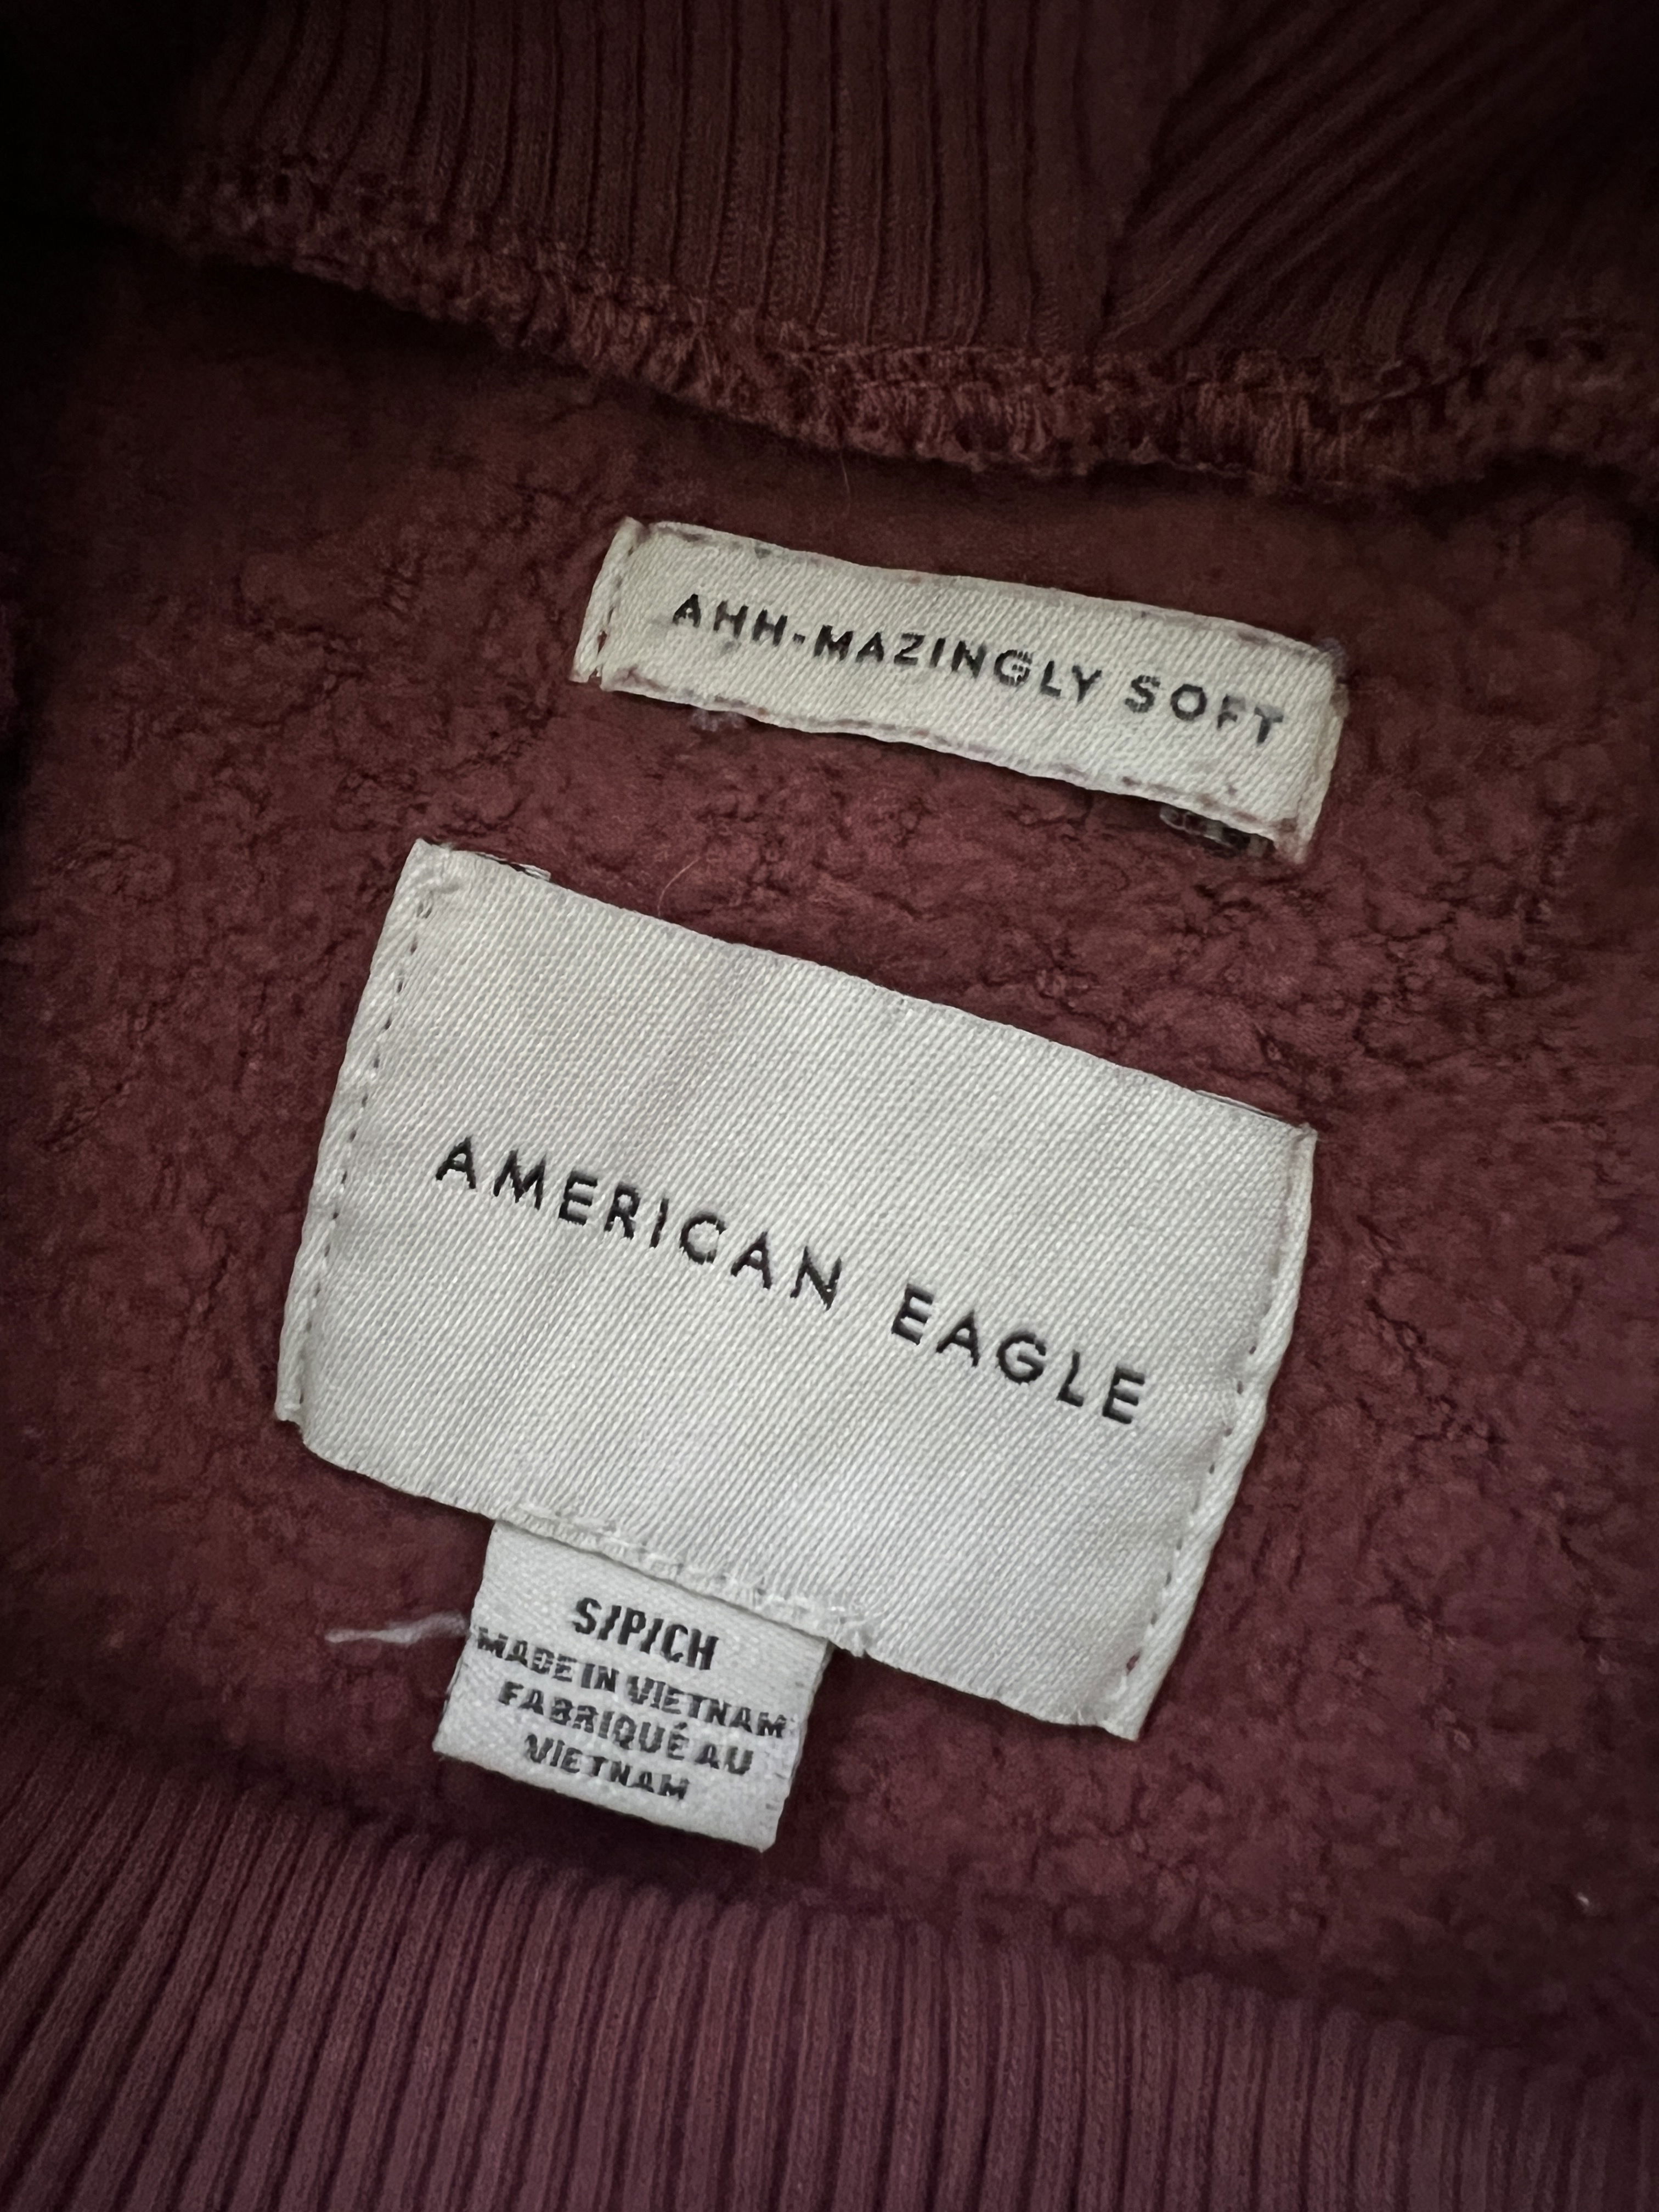 AHH-MAZINGLY SOFT
AMERICAN EAGLE
S/P/CH
MADE IN VIETNAM
FABRIQUÉ AU
VIETNAM